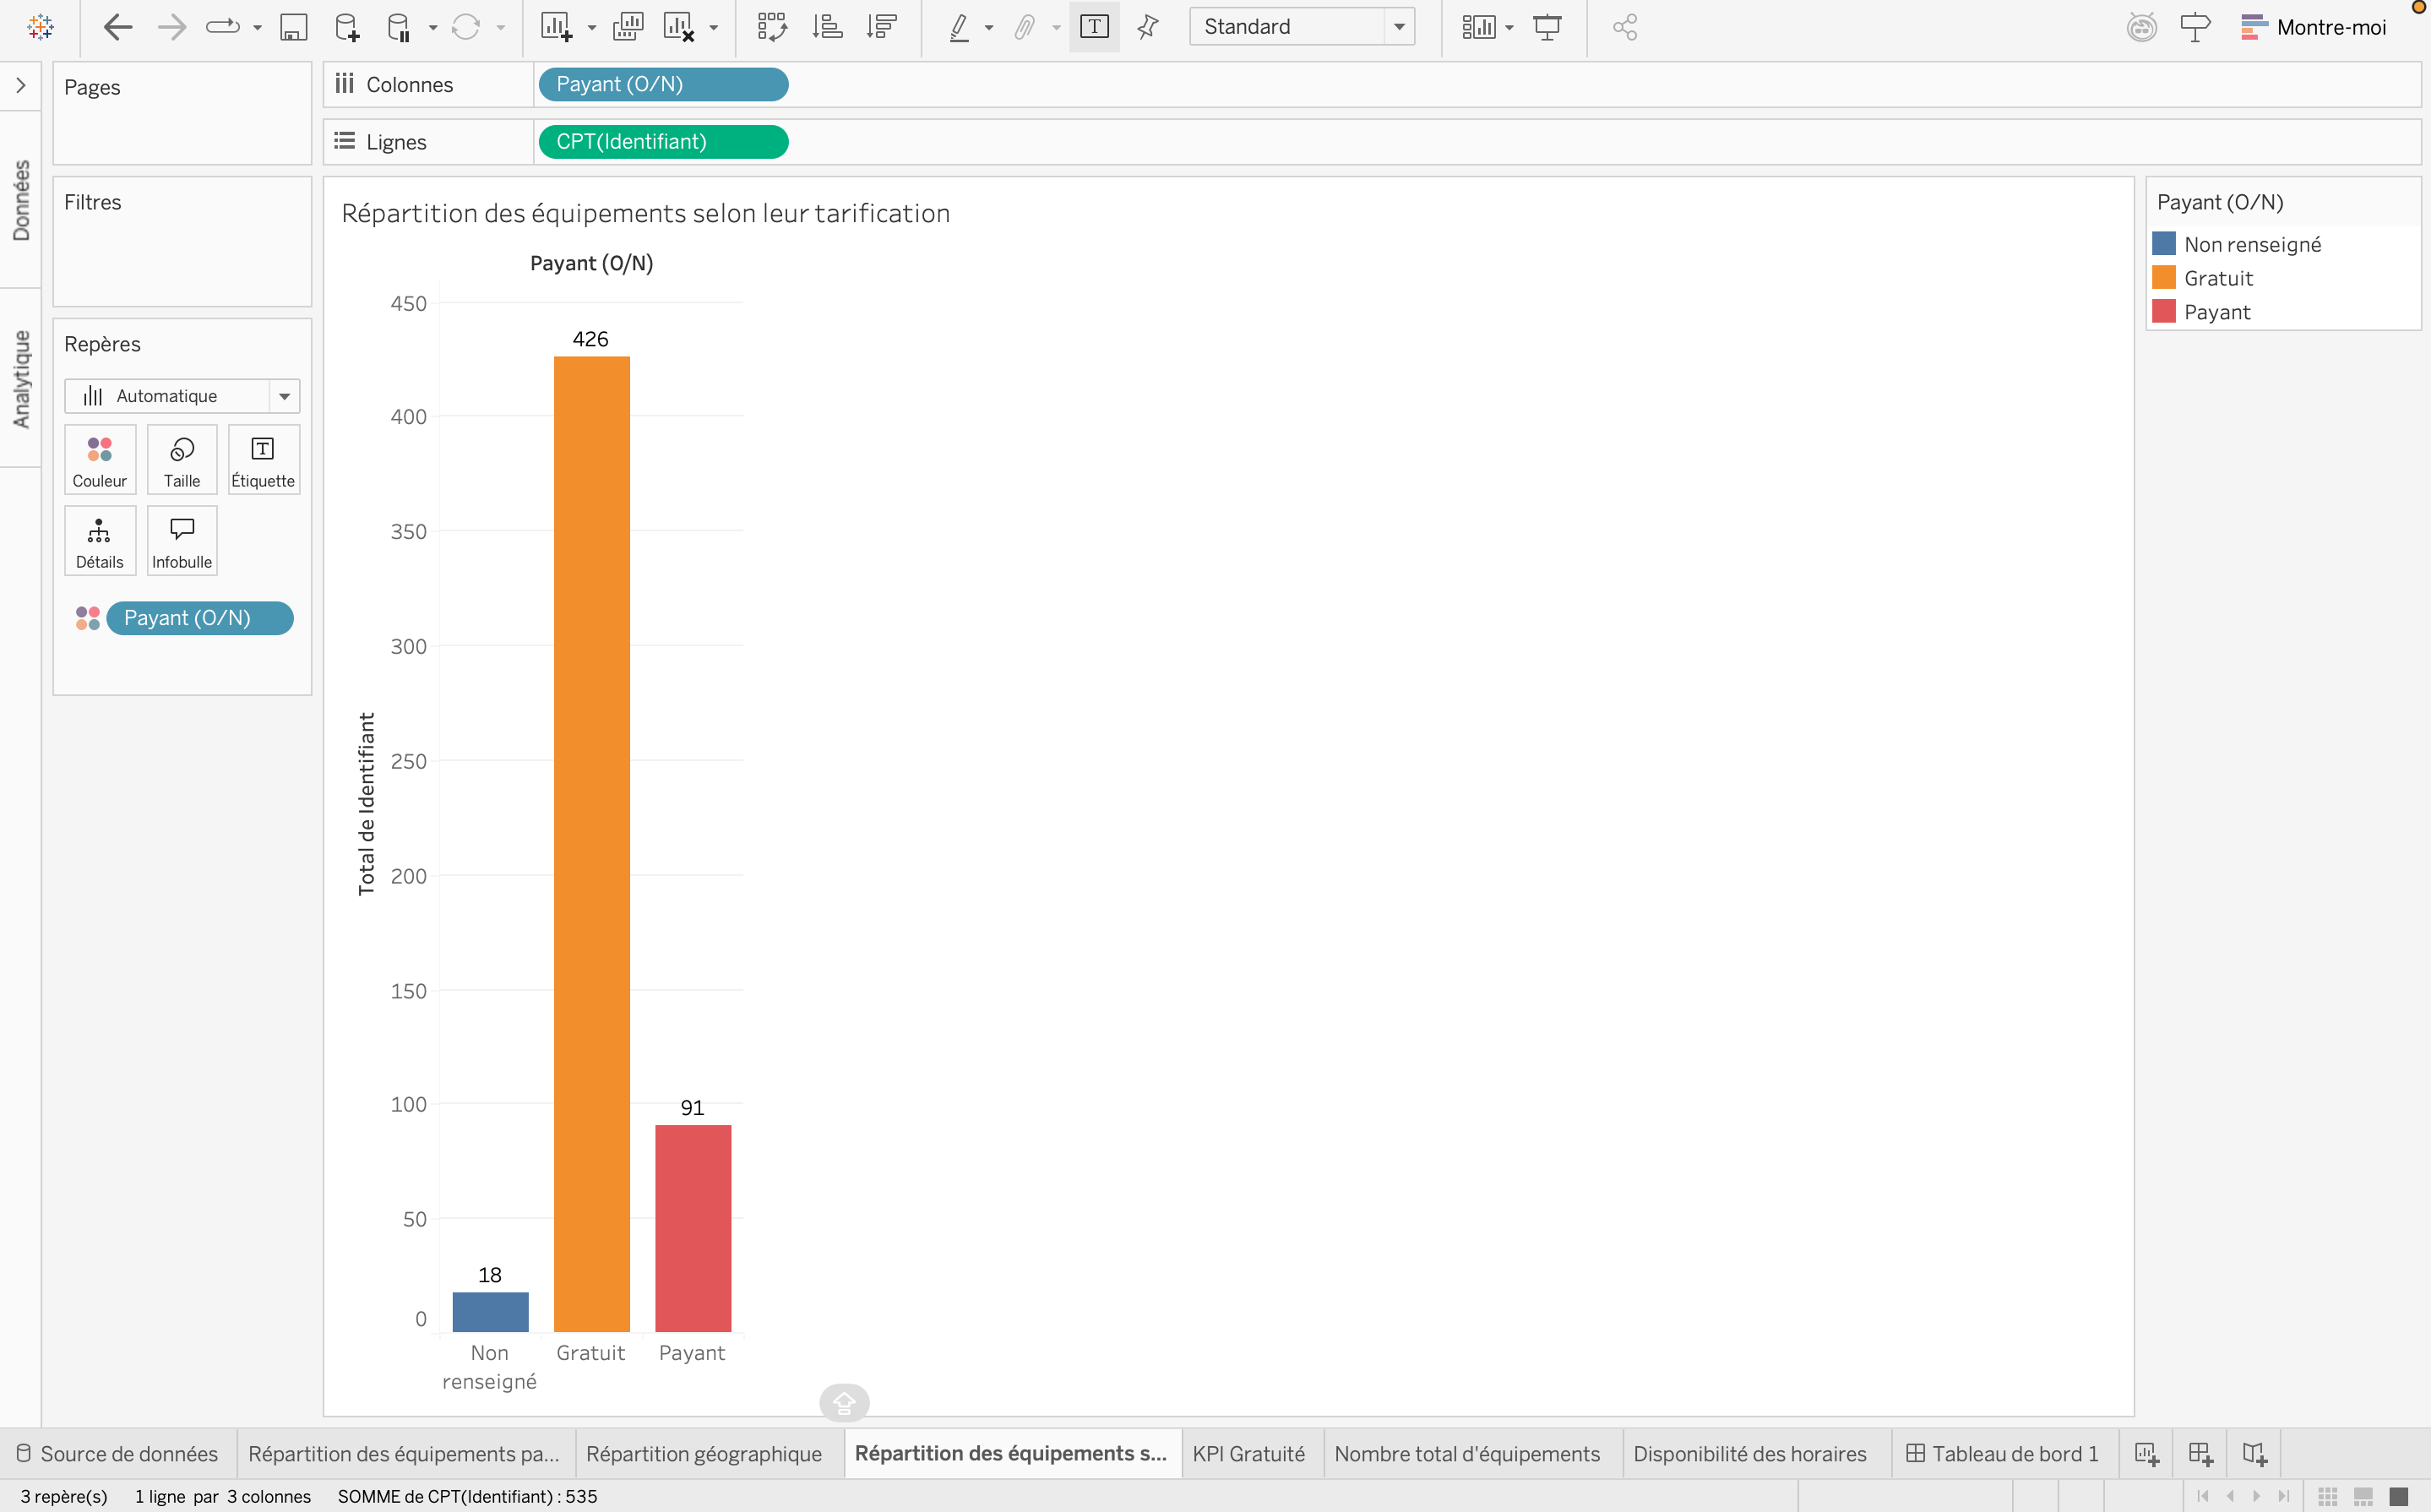 Standard
Montre-moi
Données
Analytique
Pages
Filtres
Repères
Automatique
Couleur
Taille
Étiquette
Détails
Infobulle
Payant (O/N)
Colonnes
Payant (O/N)
Lignes
CPT(Identifiant)
Répartition des équipements selon leur tarification
Payant (O/N)
Total de Identifiant
450
400
350
300
250
200
150
100
50
0
426
91
18
Non
renseigné
Gratuit
Payant
Payant (O/N)
Non renseigné
Gratuit
Payant
Source de données
Répartition des équipements pa...
Répartition géographique
Répartition des équipements s...
KPI Gratuité
Nombre total d'équipements
Disponibilité des horaires
Tableau de bord 1
3 repère(s)
1 ligne par 3 colonnes
SOMME de CPT(Identifiant) : 535